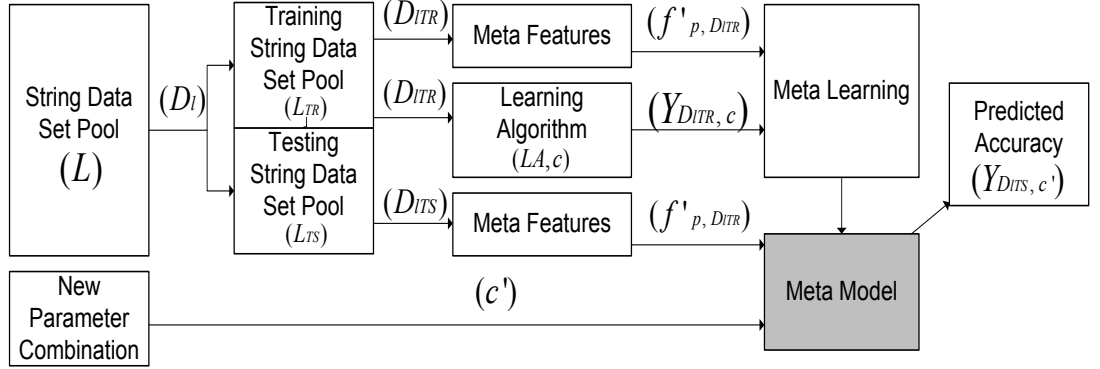 String Data
Set Pool
(L)
(Dl)
Training
String Data
Set Pool
(LTR)
Testing
String Data
Set Pool
(LTS)
(DlTR)
Meta Features
(f'p, DlTR)
(DlTR)
Learning
Algorithm
(LA, c)
(YDlTR, c)
(DlTS)
Meta Features
(f'p, DlTR)
Meta Learning
Predicted
Accuracy
(YDlTS, c')
New
Parameter
Combination
(c')
Meta Model